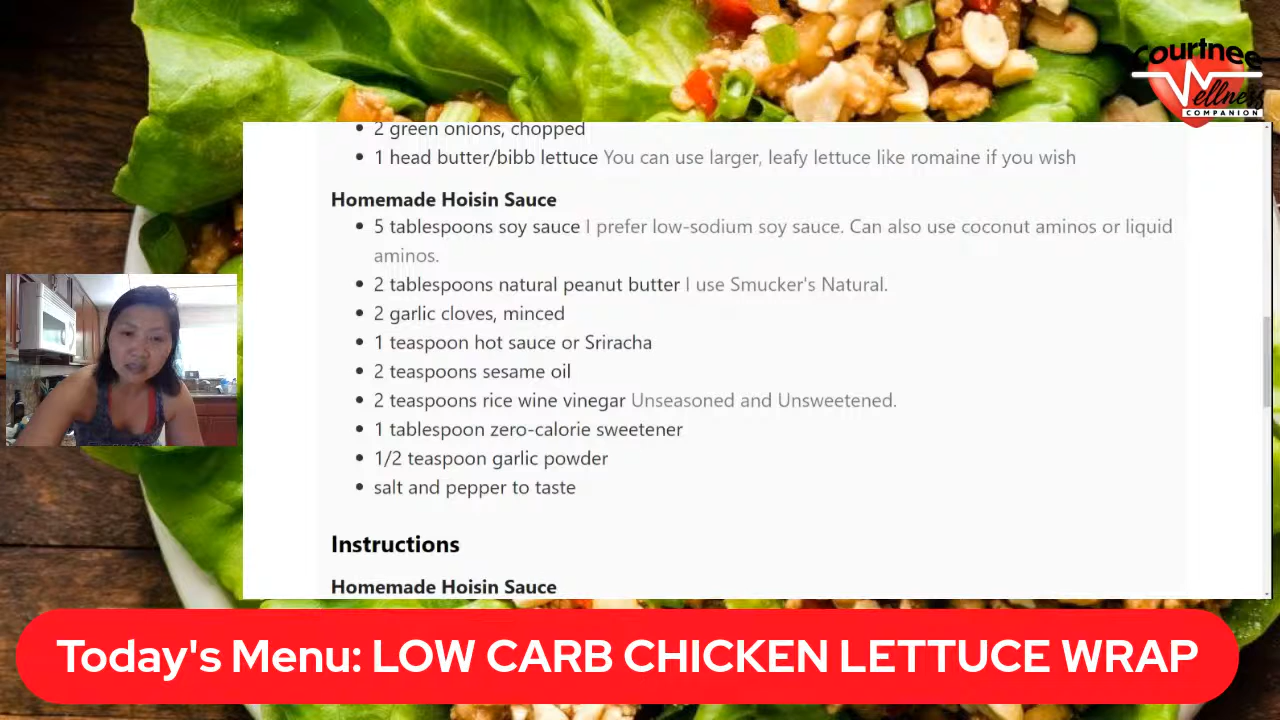 courtnee
Wellness
COMPANION
2 green onions, chopped
1 head butter/bibb lettuce You can use larger, leafy lettuce like romaine if you wish
Homemade Hoisin Sauce
5 tablespoons soy sauce I prefer low-sodium soy sauce. Can also use coconut aminos or liquid
aminos.
2 tablespoons natural peanut butter I use Smucker's Natural.
2 garlic cloves, minced
1 teaspoon hot sauce or Sriracha
2 teaspoons sesame oil
2 teaspoons rice wine vinegar Unseasoned and Unsweetened.
1 tablespoon zero-calorie sweetener
1/2 teaspoon garlic powder
salt and pepper to taste
Instructions
Homemade Hoisin Sauce
Today's Menu: LOW CARB CHICKEN LETTUCE WRAP